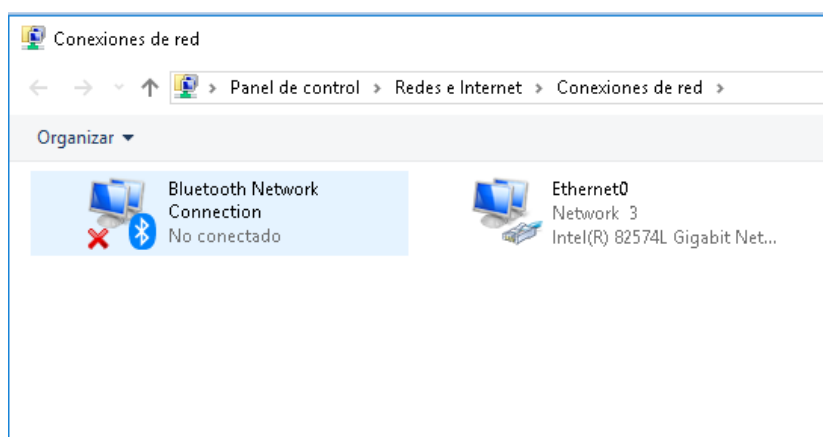 Conexiones de red
Panel de control > Redes e Internet > Conexiones de red >
Organizar
Bluetooth Network
Connection
No conectado
Ethernet0
Network 3
Intel(R) 82574L Gigabit Net...